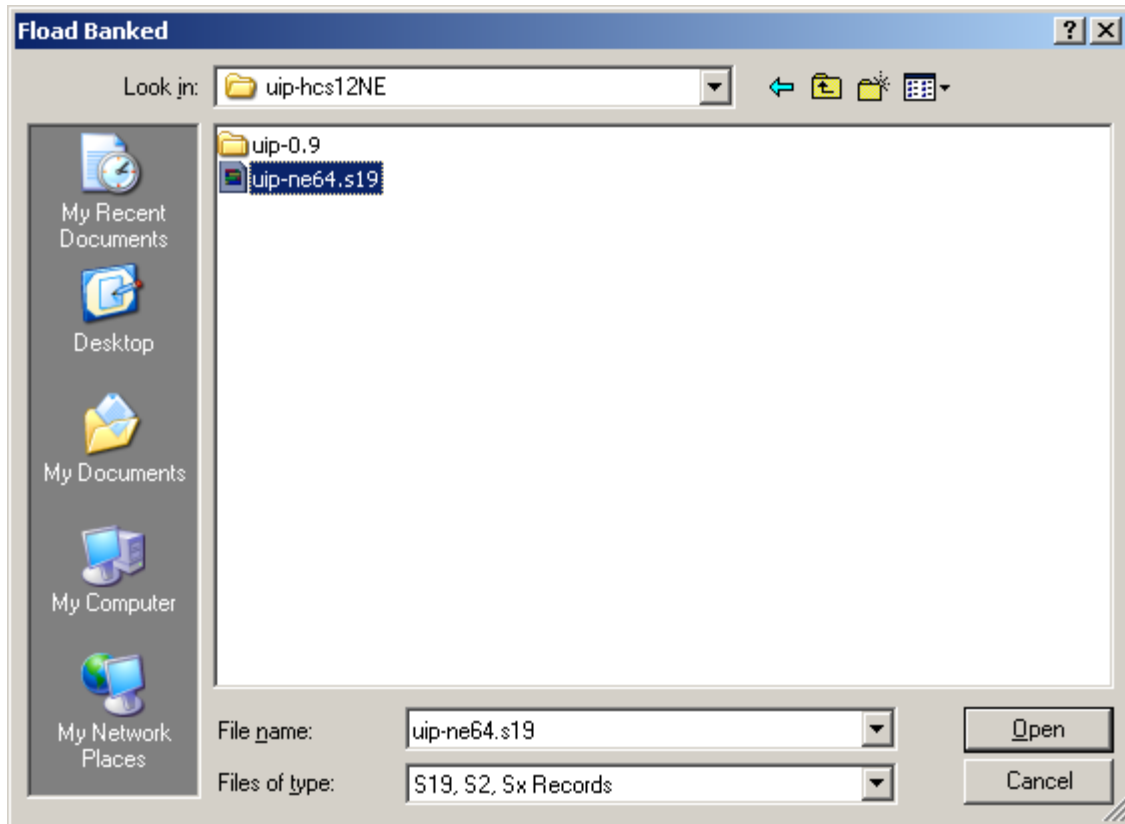 Fload Banked
Look in:
uip-hcs12NE
uip-0.9
uip-ne64.s19
My Recent
Documents
Desktop
My Documents
My Computer
My Network
Places
File name:
uip-ne64.s19
Open
Files of type:
S19, S2, Sx Records
Cancel